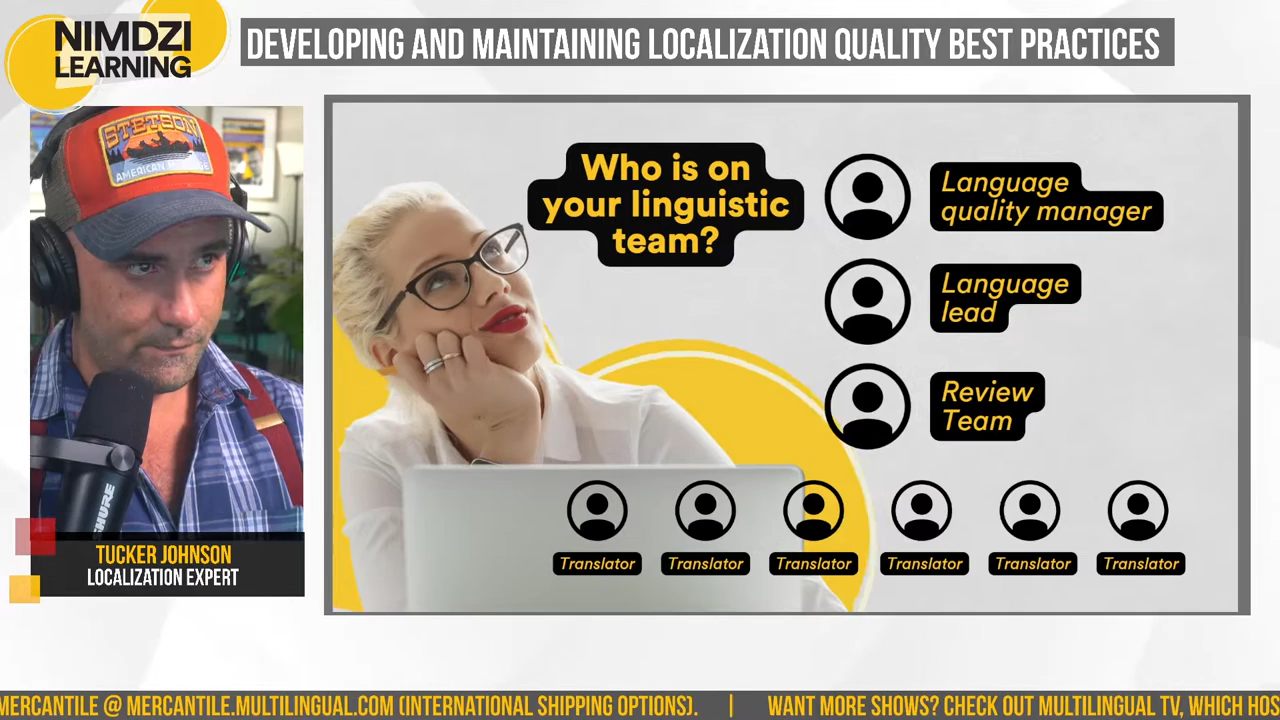 NIMDZI
LEARNING
DEVELOPING AND MAINTAINING LOCALIZATION QUALITY BEST PRACTICES
STETSON
AMERICAN
Who is on
your linguistic
team?
Language
quality manager
Language
lead
Review
Team
Translator
Translator
Translator
Translator
Translator
Translator
SHURE
TUCKER JOHNSON
LOCALIZATION EXPERT
MERCANTILE @ MERCANTILE.MULTILINGUAL.COM (INTERNATIONAL SHIPPING OPTIONS). | WANT MORE SHOWS? CHECK OUT MULTILINGUAL TV, WHICH HOS